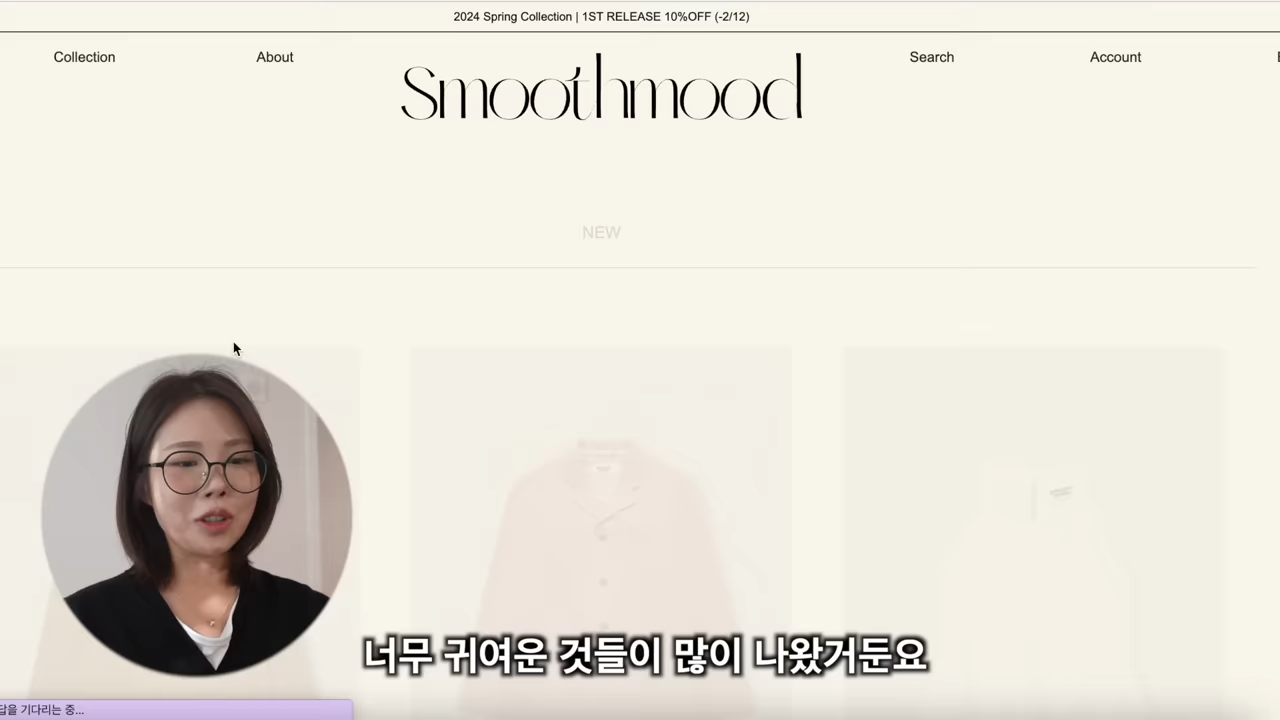 2024 Spring Collection | 1ST RELEASE 10%OFF (-2/12)
Collection
About
Smoothmood
Search
Account
NEW
너무 귀여운 것들이 많이 나왔거든요
답을 기다리는 중...